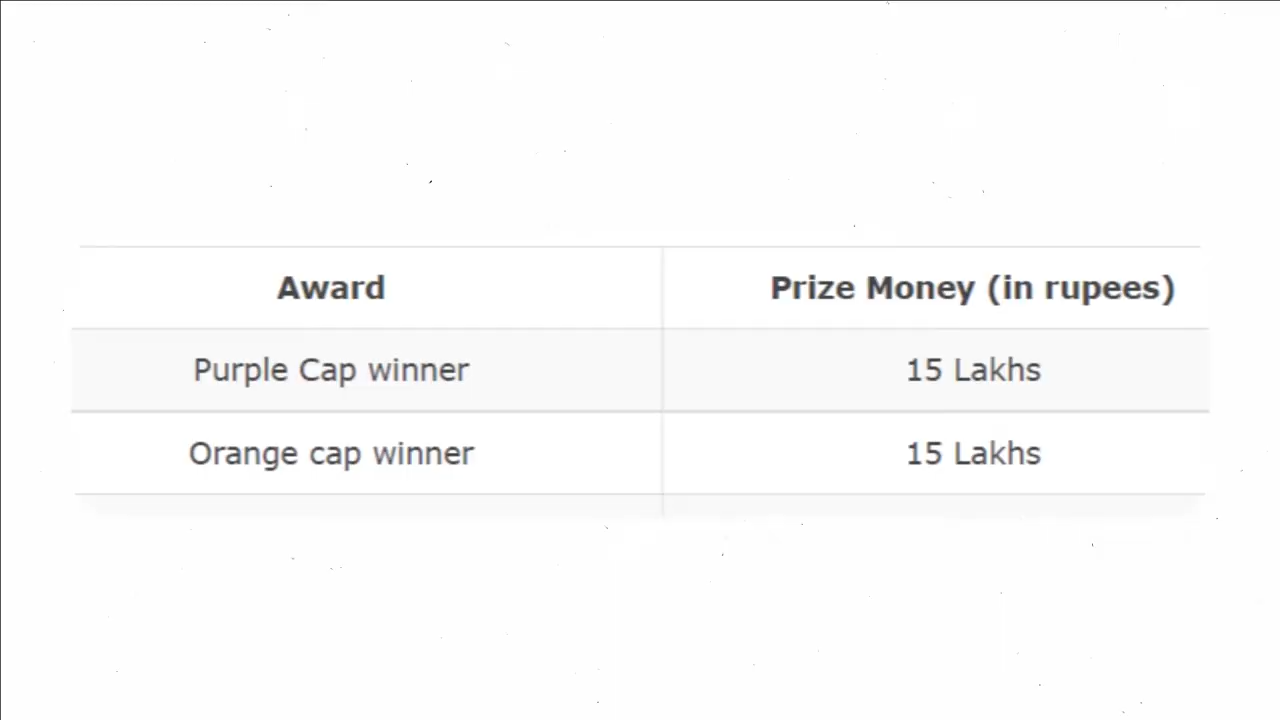 Award Prize Money (in rupees)
Purple Cap winner 15 Lakhs
Orange cap winner 15 Lakhs